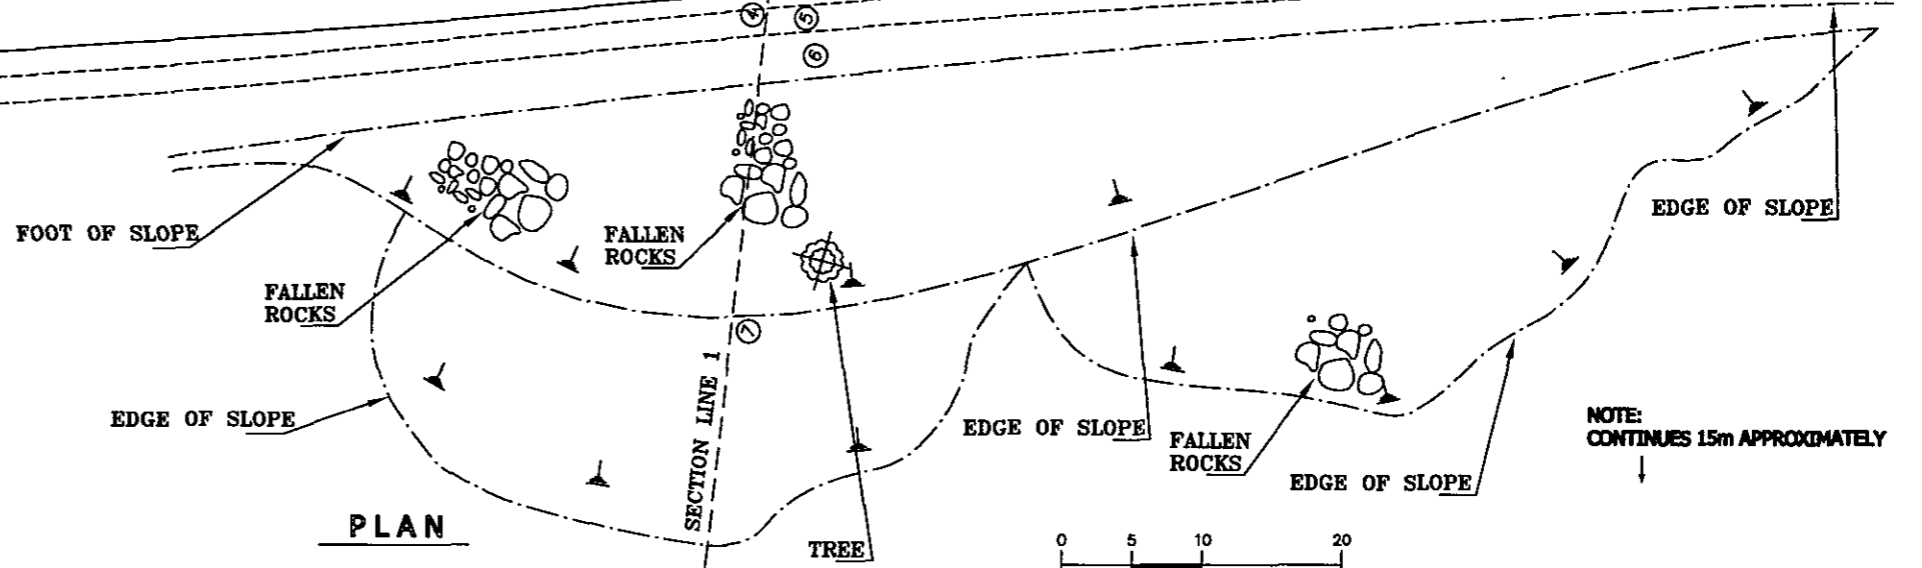 4
5
6
FOOT OF SLOPE
FALLEN
ROCKS
FALLEN
ROCKS
EDGE OF SLOPE
7
SECTION LINE 1
EDGE OF SLOPE
EDGE OF SLOPE
FALLEN
ROCKS
EDGE OF SLOPE
NOTE:
CONTINUES 15m APPROXIMATELY
PLAN
TREE
0 5 10 20